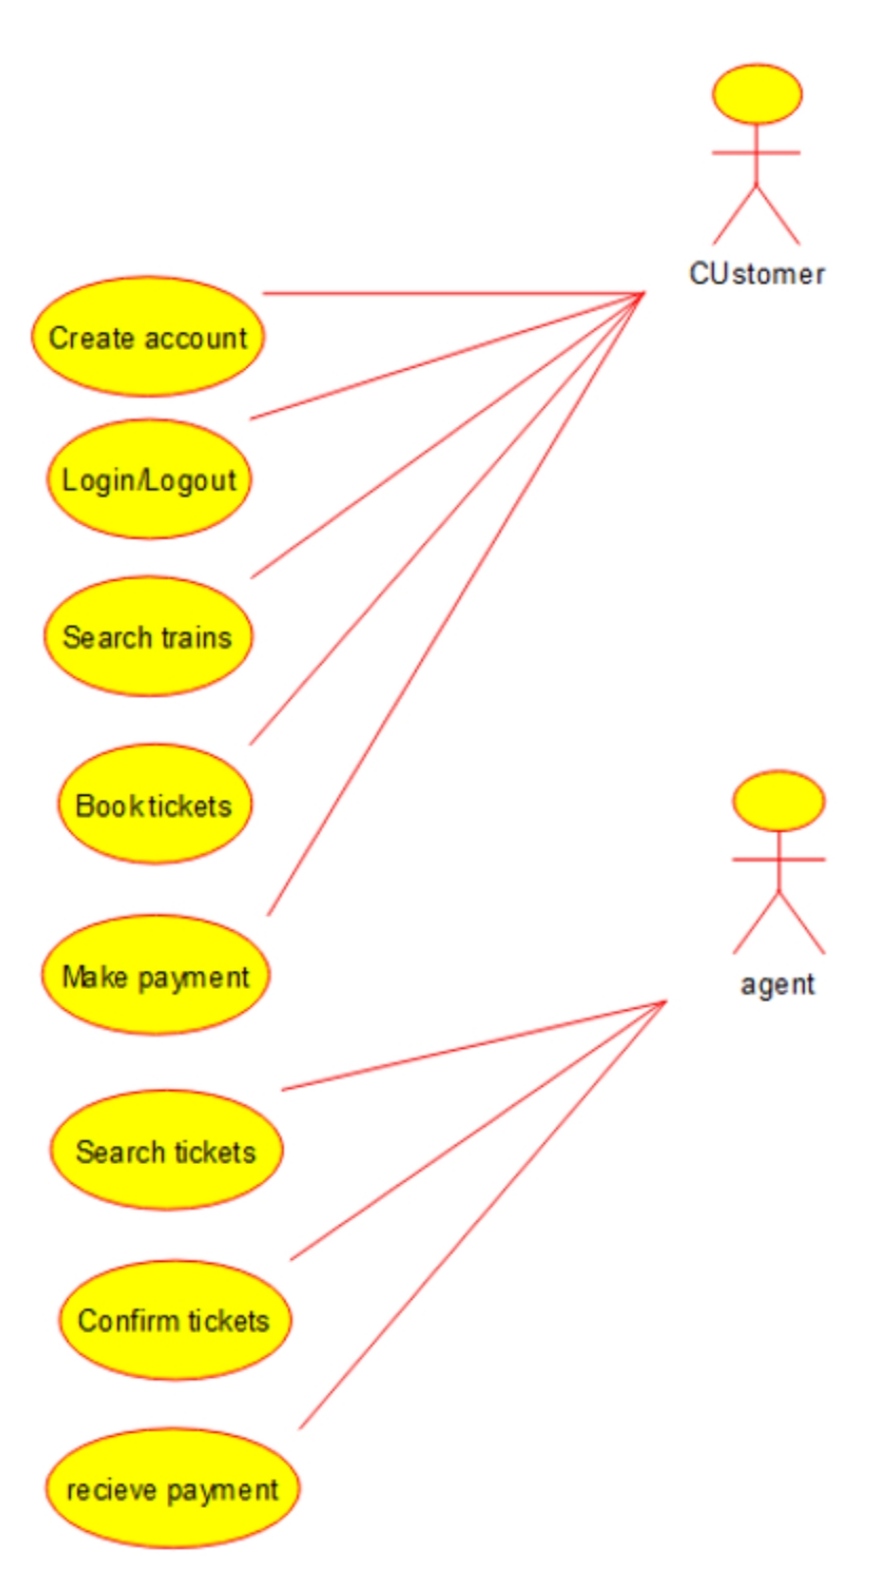 CUstomer
Create account
Login/Logout
Search trains
Book tickets
Make payment
agent
Search tickets
Confirm tickets
recieve payment